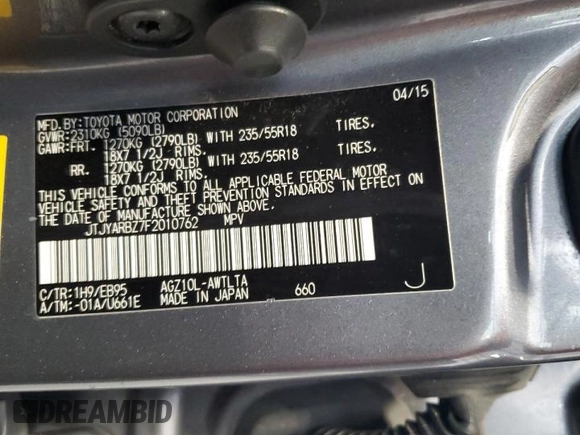 MFD.BY:TOYOTA MOTOR CORPORATION 04/15
GVWR:2310KG (5090LB)
GAWR:FRT. 1270KG (2790LB) WITH 235/55R18 TIRES.
18X7 1/2J RIMS.
RR. 1270KG (2790LB) WITH 235/55R18 TIRES.
18X7 1/2J RIMS.
THIS VEHICLE CONFORMS TO ALL APPLICABLE FEDERAL MOTOR
VEHICLE SAFETY AND THEFT PREVENTION STANDARDS IN EFFECT ON
THE DATE OF MANUFACTURE SHOWN ABOVE.
JTJYARBZ7F2010762 MPV
C/TR:1H9/EB95 AGZ10L-AWTLTA J
A/TM:-01A/U661E MADE IN JAPAN 660
DREAMBID